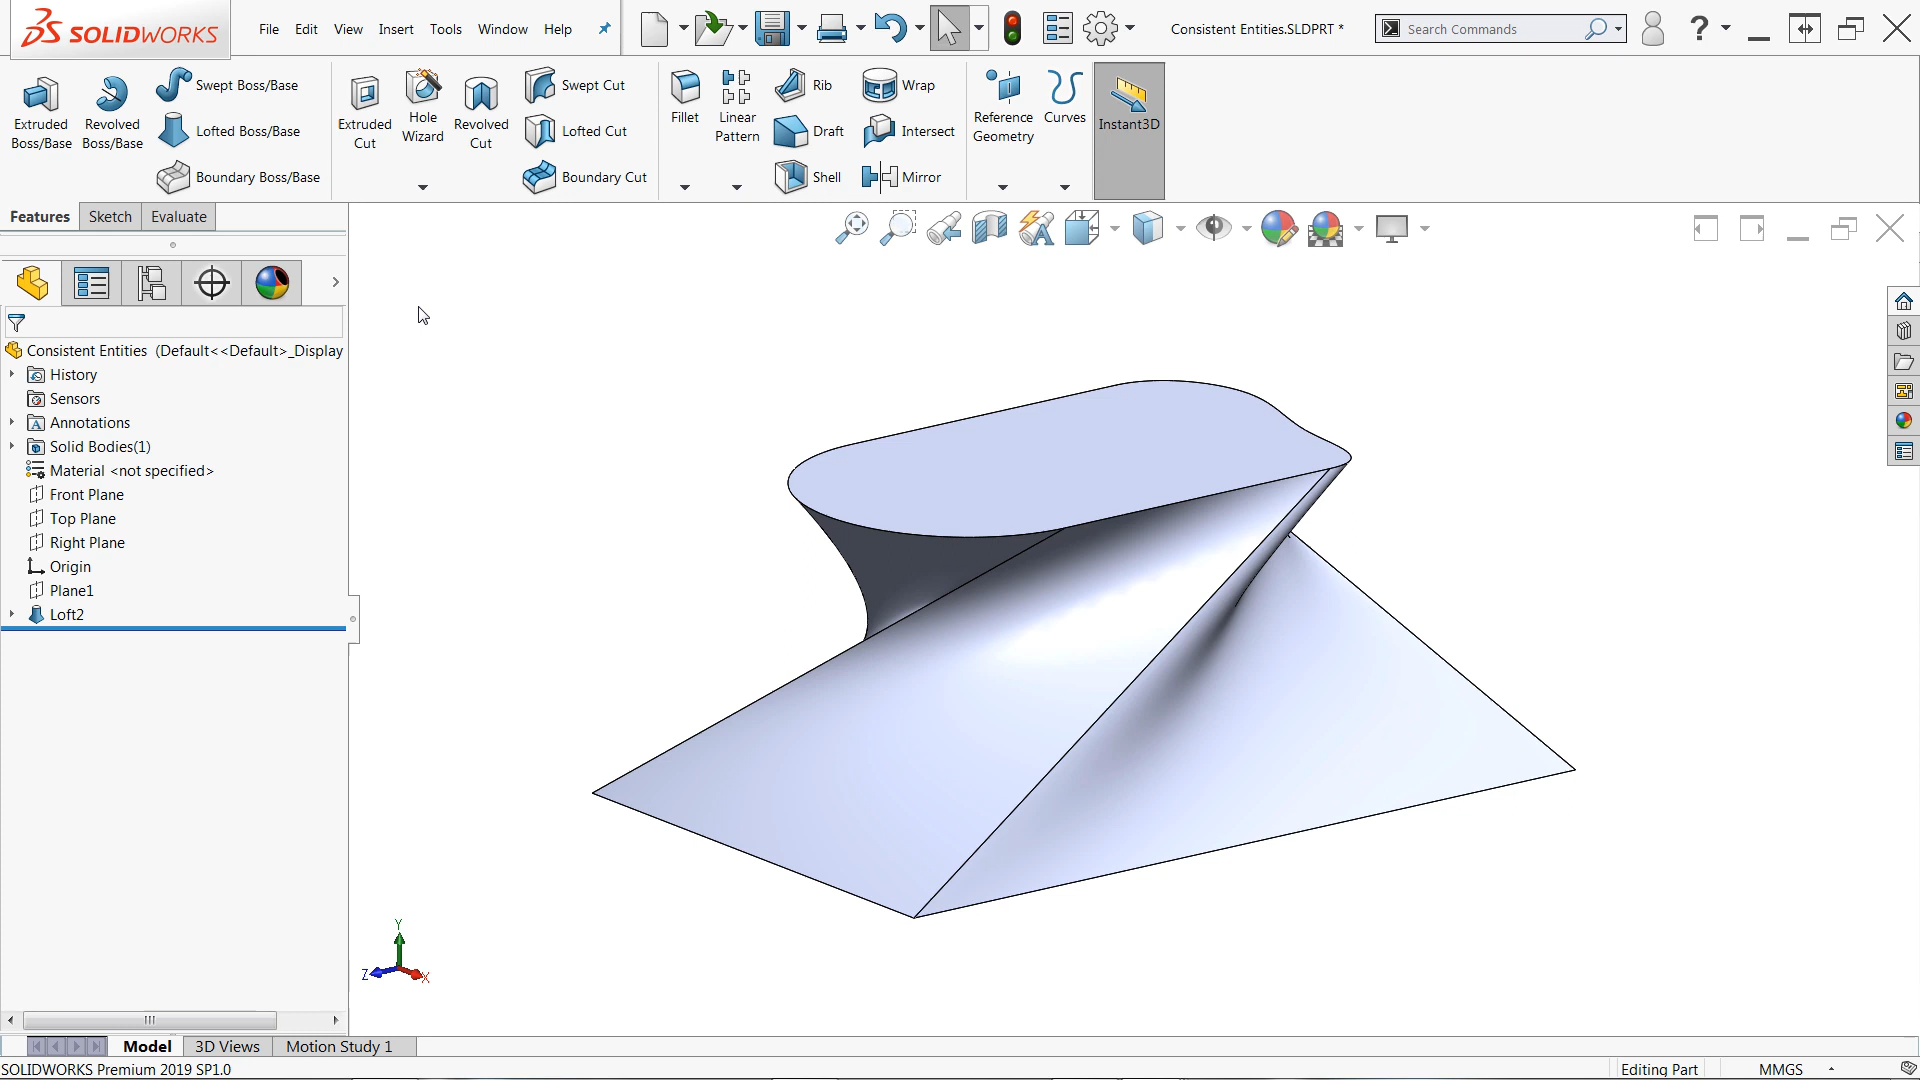 SOLIDWORKS File Edit View Insert Tools Window Help Consistent Entities.SLDPRT * Search Commands ?
Extruded Boss/Base
Revolved Boss/Base
Swept Boss/Base
Lofted Boss/Base
Boundary Boss/Base
Extruded Cut
Hole Wizard
Revolved Cut
Swept Cut
Lofted Cut
Boundary Cut
Fillet
Linear Pattern
Rib
Draft
Shell
Wrap
Intersect
Mirror
Reference Geometry
Curves
Instant3D
Features Sketch Evaluate
Consistent Entities (Default<<Default>_Display
History
Sensors
Annotations
Solid Bodies(1)
Material <not specified>
Front Plane
Top Plane
Right Plane
Origin
Plane1
Loft2
Y
Z
X
Model 3D Views Motion Study 1
SOLIDWORKS Premium 2019 SP1.0 Editing Part MMGS